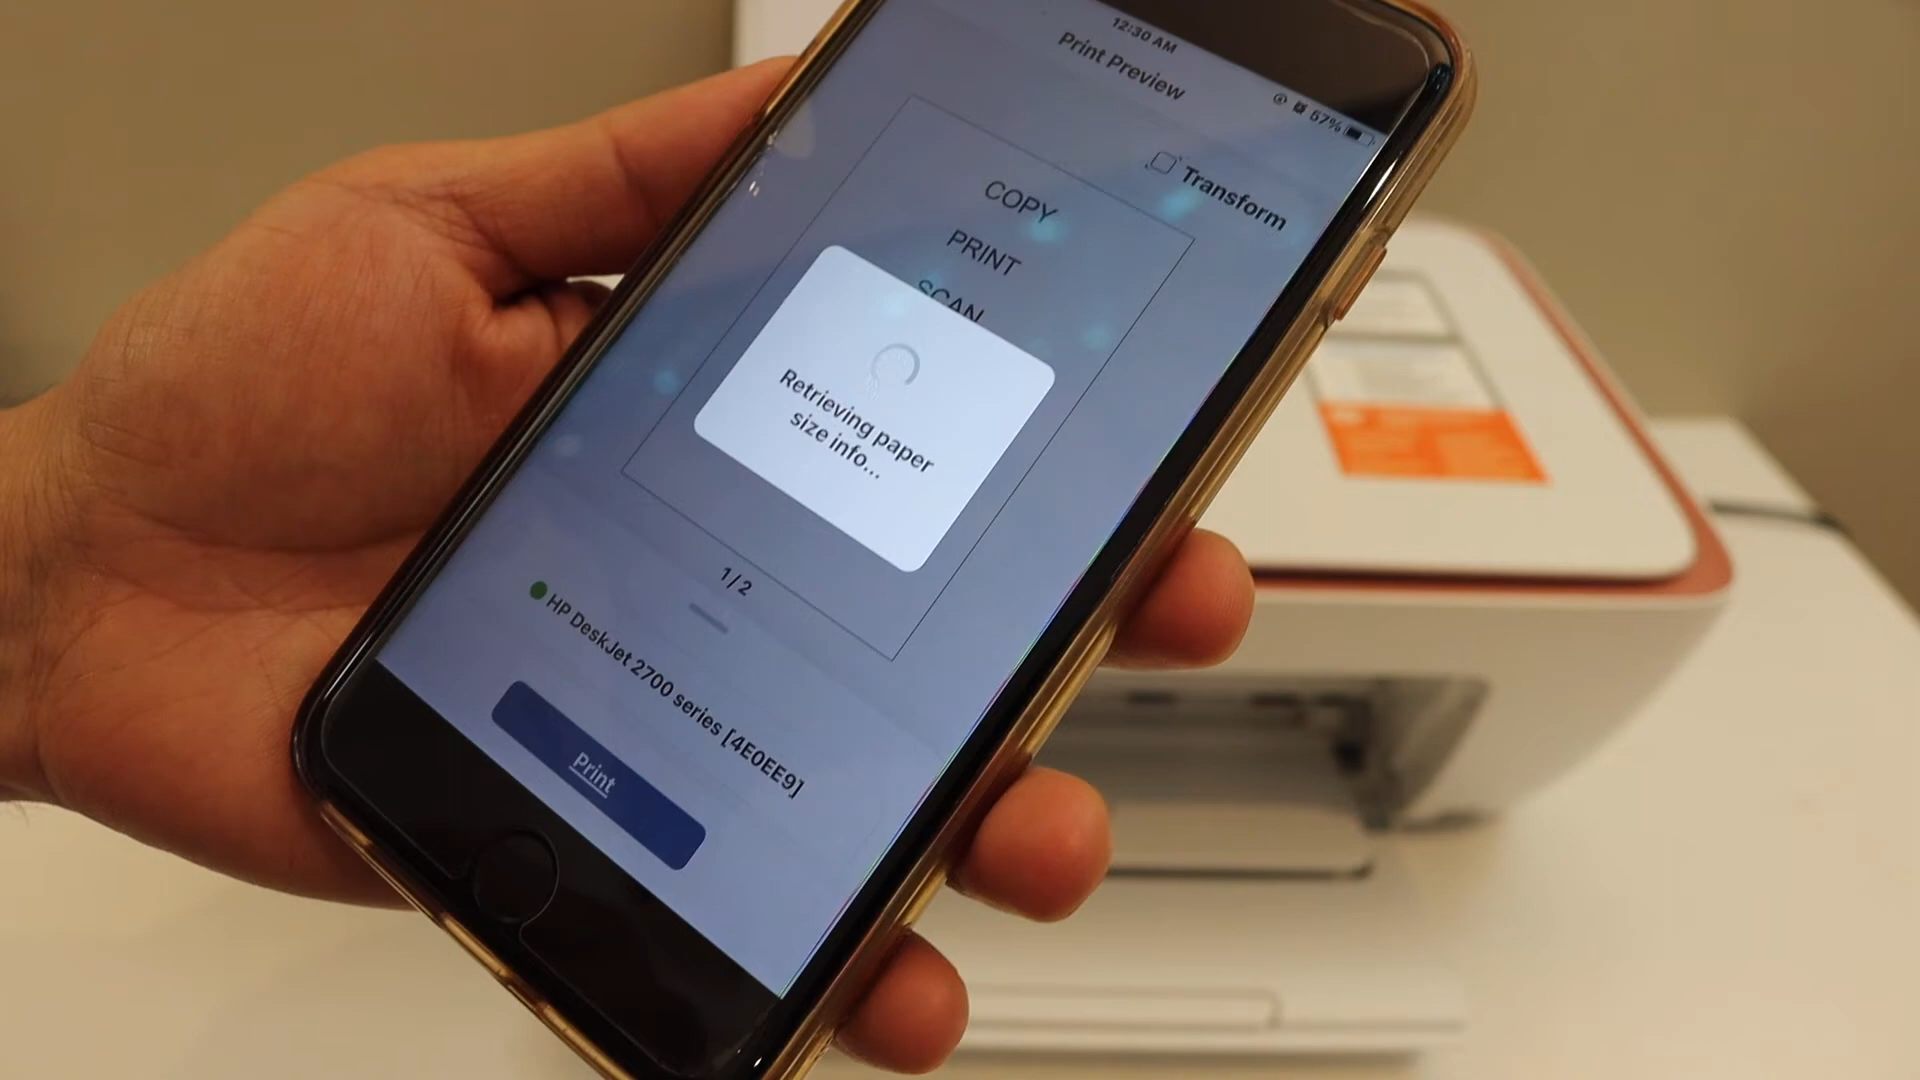 12:30 AM
57%
Print Preview
Transform
COPY
PRINT
SCAN
Retrieving paper
size info...
1/2
HP DeskJet 2700 series [4E0EE9]
Print